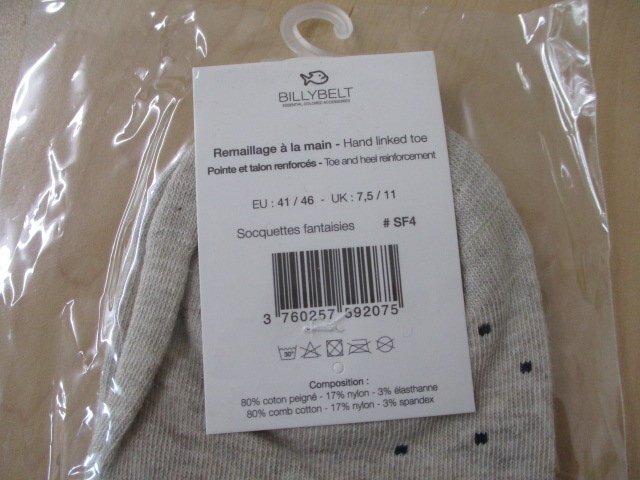 BILLYBELT
ESSENTIAL COLORED ACCESSORIES
Remaillage à la main - Hand linked toe
Pointe et talon renforcés - Toe and heel reinforcement
EU : 41 / 46 - UK : 7,5 / 11
Socquettes fantaisies # SF4
3 760257 592075
30°
Composition :
80% coton peigné - 17% nylon - 3% élasthanne
80% comb cotton - 17% nylon - 3% spandex